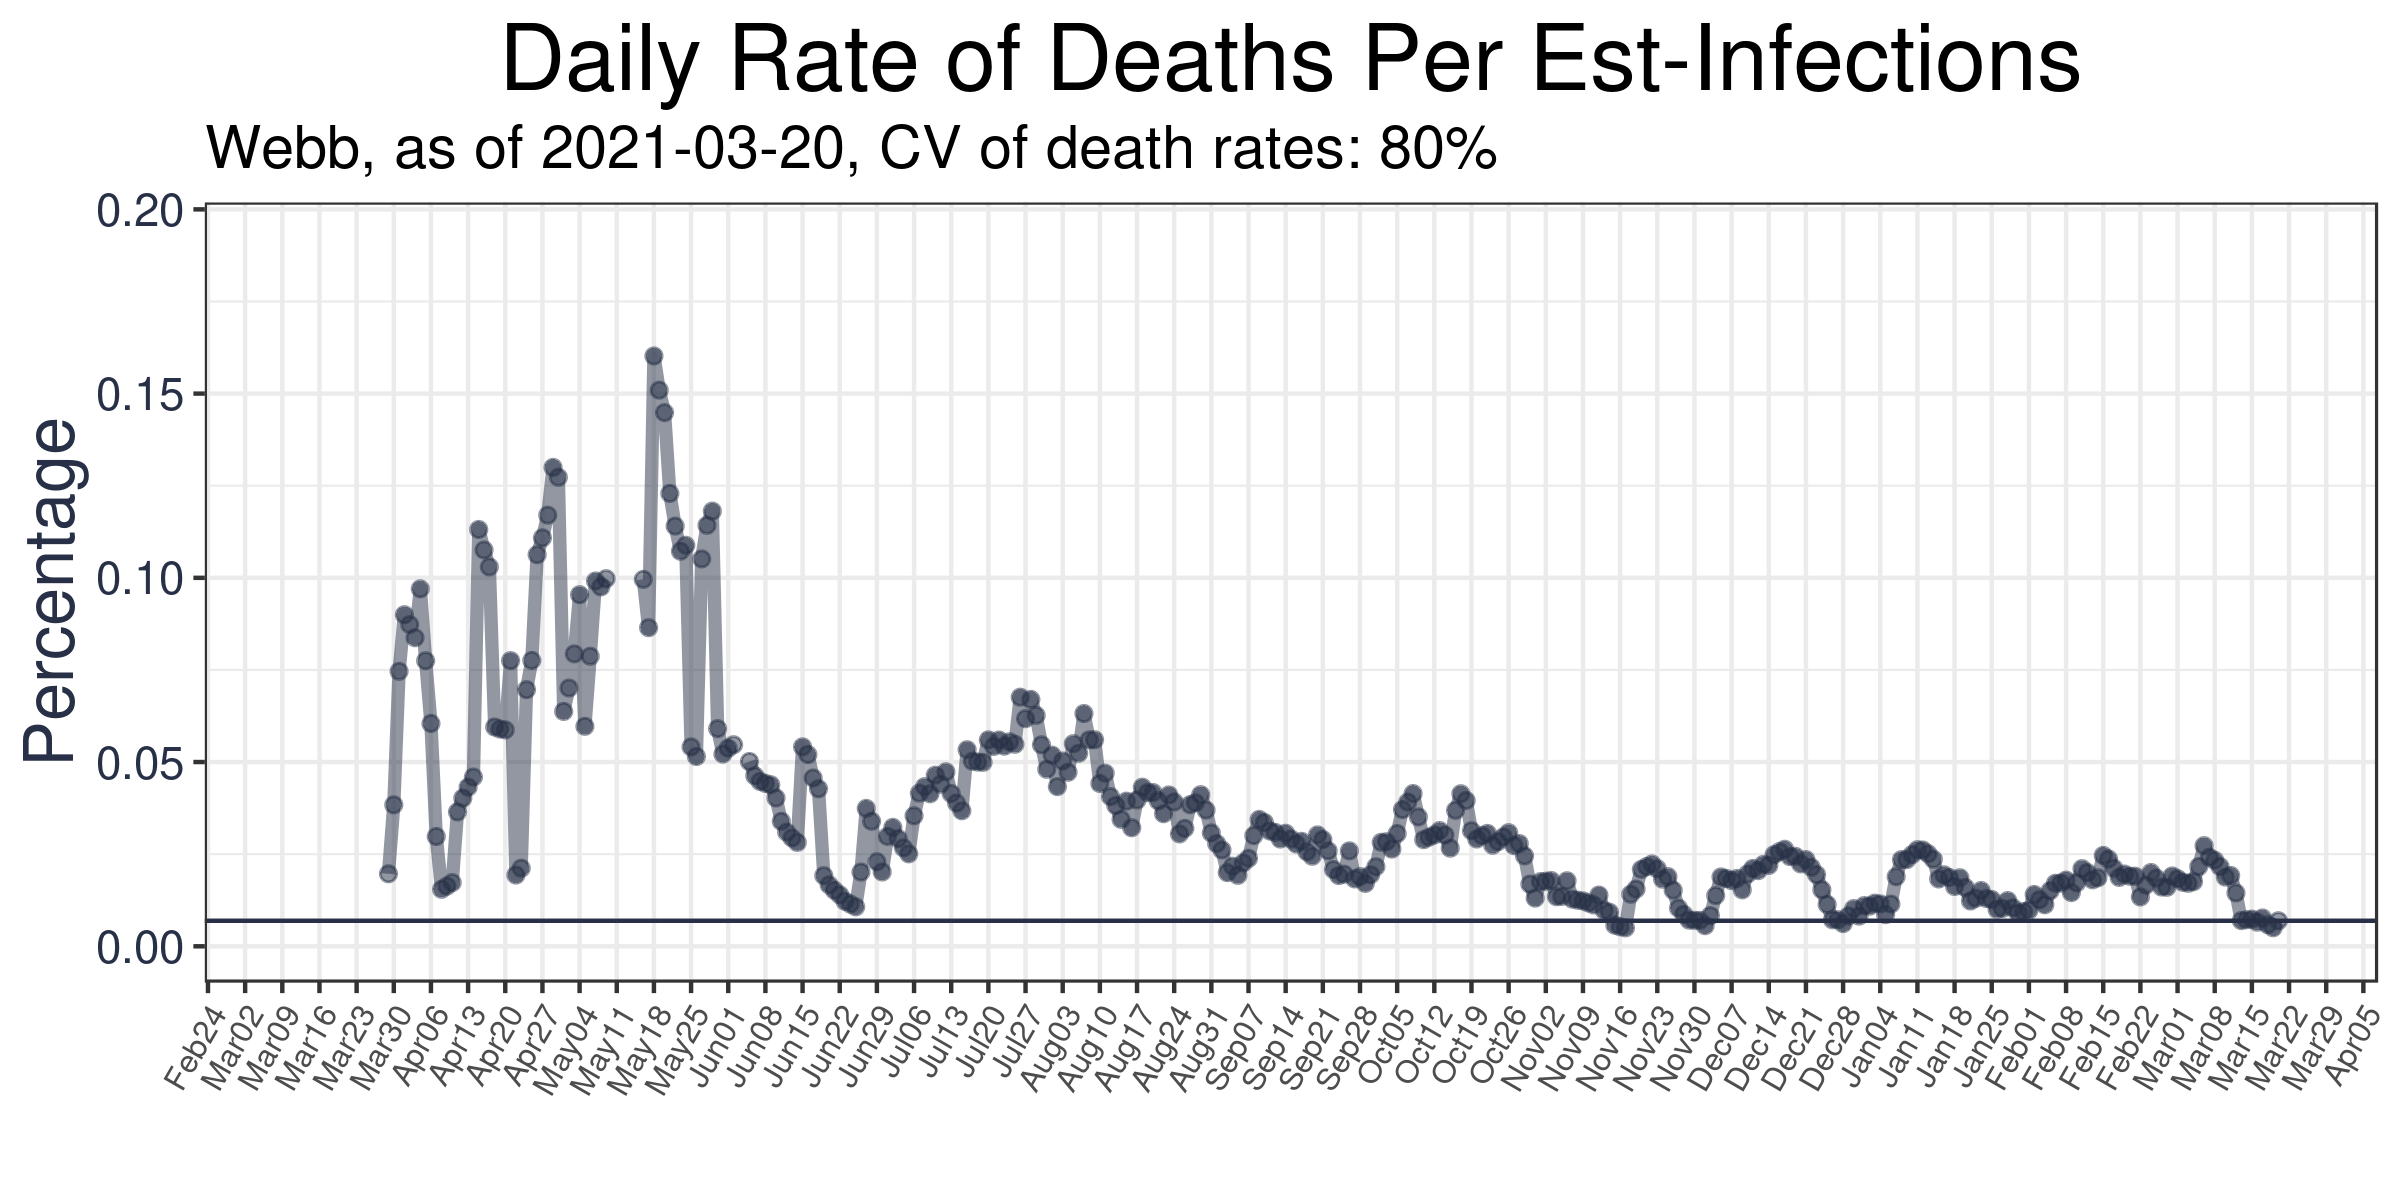 Daily Rate of Deaths Per Est-Infections
Webb, as of 2021-03-20, CV of death rates: 80%
Percentage
0.20
0.15
0.10
0.05
0.00
Feb24
Mar02
Mar09
Mar16
Mar23
Mar30
Apr06
Apr13
Apr20
Apr27
May04
May11
May18
May25
Jun01
Jun08
Jun15
Jun22
Jun29
Jul06
Jul13
Jul20
Jul27
Aug03
Aug10
Aug17
Aug24
Aug31
Sep07
Sep14
Sep21
Sep28
Oct05
Oct12
Oct19
Oct26
Nov02
Nov09
Nov16
Nov23
Nov30
Dec07
Dec14
Dec21
Dec28
Jan04
Jan11
Jan18
Jan25
Feb01
Feb08
Feb15
Feb22
Mar01
Mar08
Mar15
Mar22
Mar29
Apr05